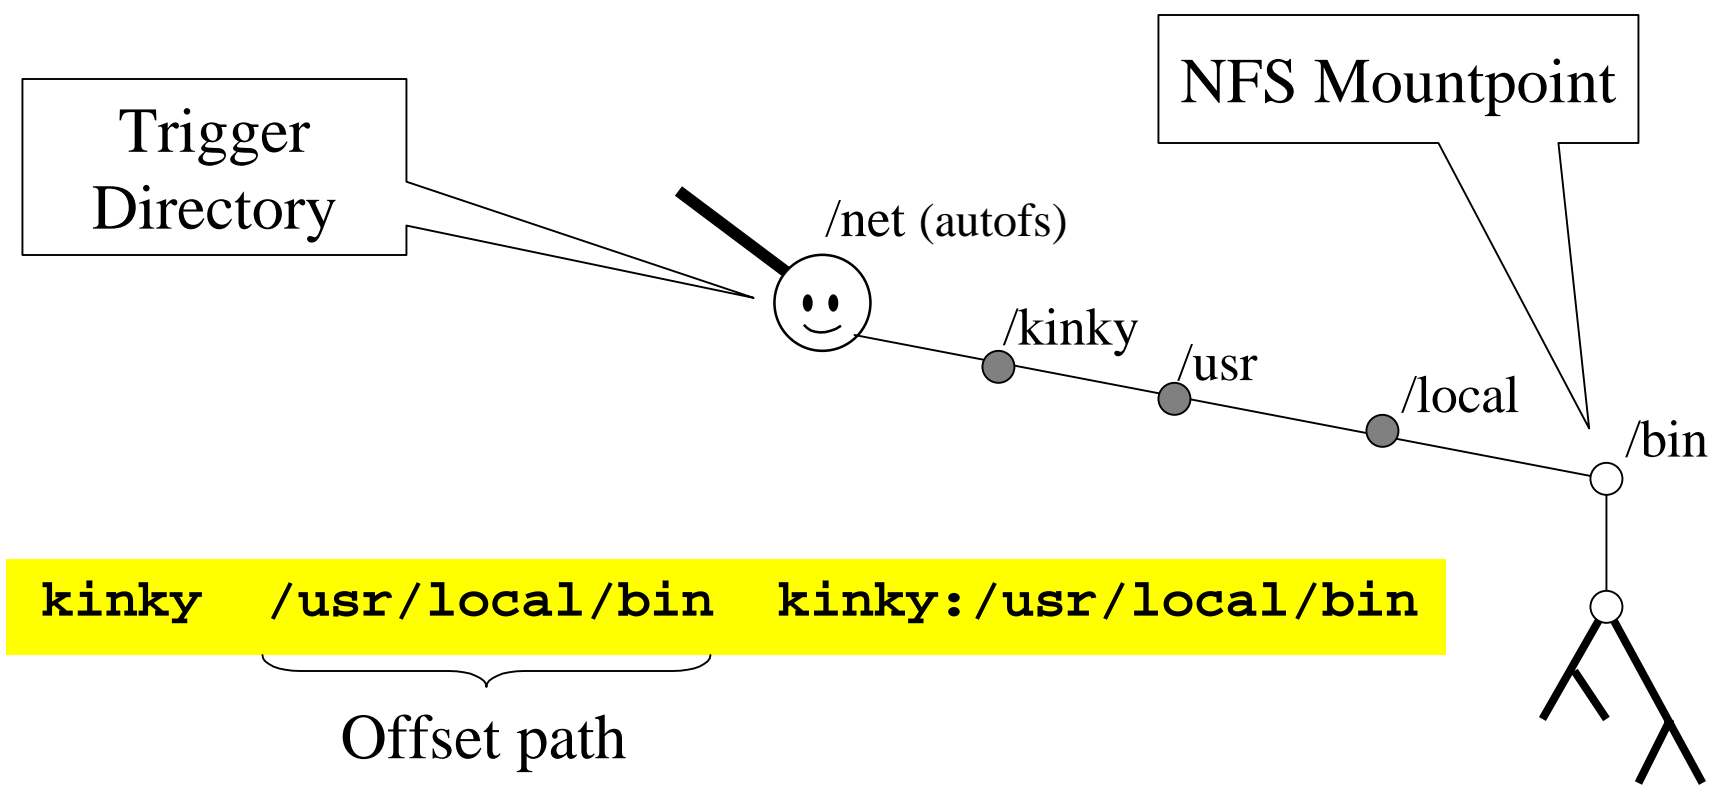 NFS Mountpoint
Trigger
Directory
/net (autofs)
/kinky
/usr
/local
/bin
kinky /usr/local/bin kinky:/usr/local/bin
Offset path